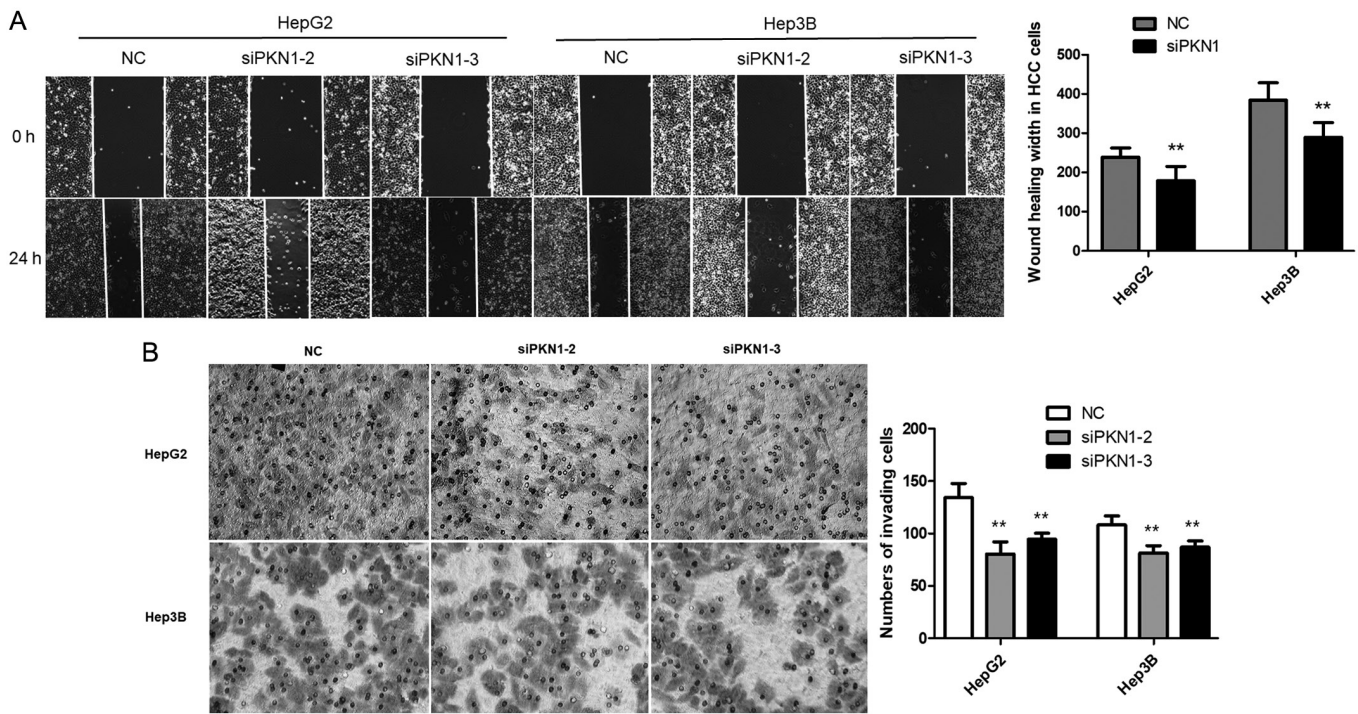 A
HepG2
Hep3B
NC
siPKN1-2
siPKN1-3
NC
siPKN1-2
siPKN1-3
0 h
24 h
NC
siPKN1
Wound healing width in HCC cells
500
400
300
200
100
0
**
**
HepG2
Hep3B
B
NC
siPKN1-2
siPKN1-3
HepG2
Hep3B
NC
siPKN1-2
siPKN1-3
Numbers of invading cells
200
150
100
50
0
**
**
**
**
HepG2
Hep3B